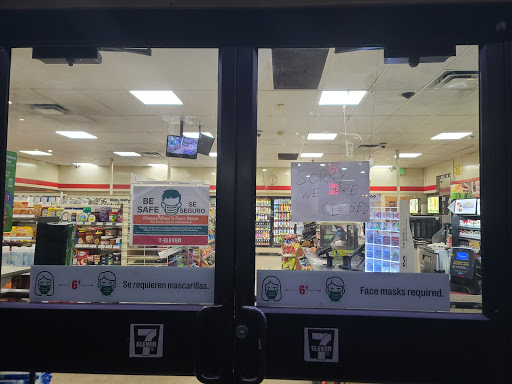 BE SAFE
SE SEGURO
Please Wear a Face Mask
7-ELEVEN
SORRY
WE ARE
CLOSED
6'
Se requieren mascarillas.
6'
Face masks required.
7
ELEVEN
7
ELEVEN